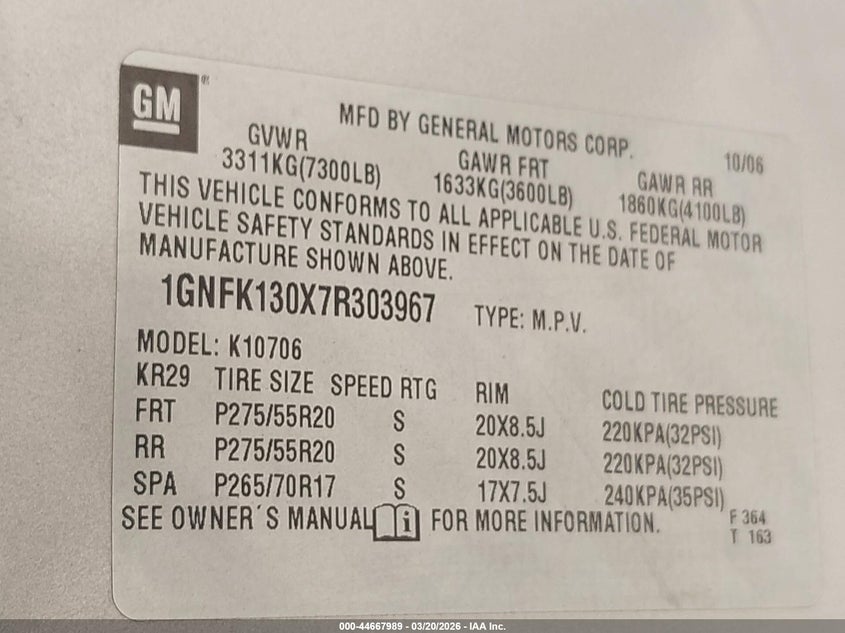 GM ®
MFD BY GENERAL MOTORS CORP. 10/06
GVWR GAWR FRT GAWR RR
3311KG(7300LB) 1633KG(3600LB) 1860KG(4100LB)
THIS VEHICLE CONFORMS TO ALL APPLICABLE U.S. FEDERAL MOTOR
VEHICLE SAFETY STANDARDS IN EFFECT ON THE DATE OF
MANUFACTURE SHOWN ABOVE.
1GNFK130X7R303967 TYPE: M.P.V.
MODEL: K10706
KR29 TIRE SIZE SPEED RTG RIM COLD TIRE PRESSURE
FRT P275/55R20 S 20X8.5J 220KPA(32PSI)
RR P275/55R20 S 20X8.5J 220KPA(32PSI)
SPA P265/70R17 S 17X7.5J 240KPA(35PSI)
SEE OWNER'S MANUAL i FOR MORE INFORMATION. F 364
T 163
000-44667989 - 03/20/2026 - IAA Inc.